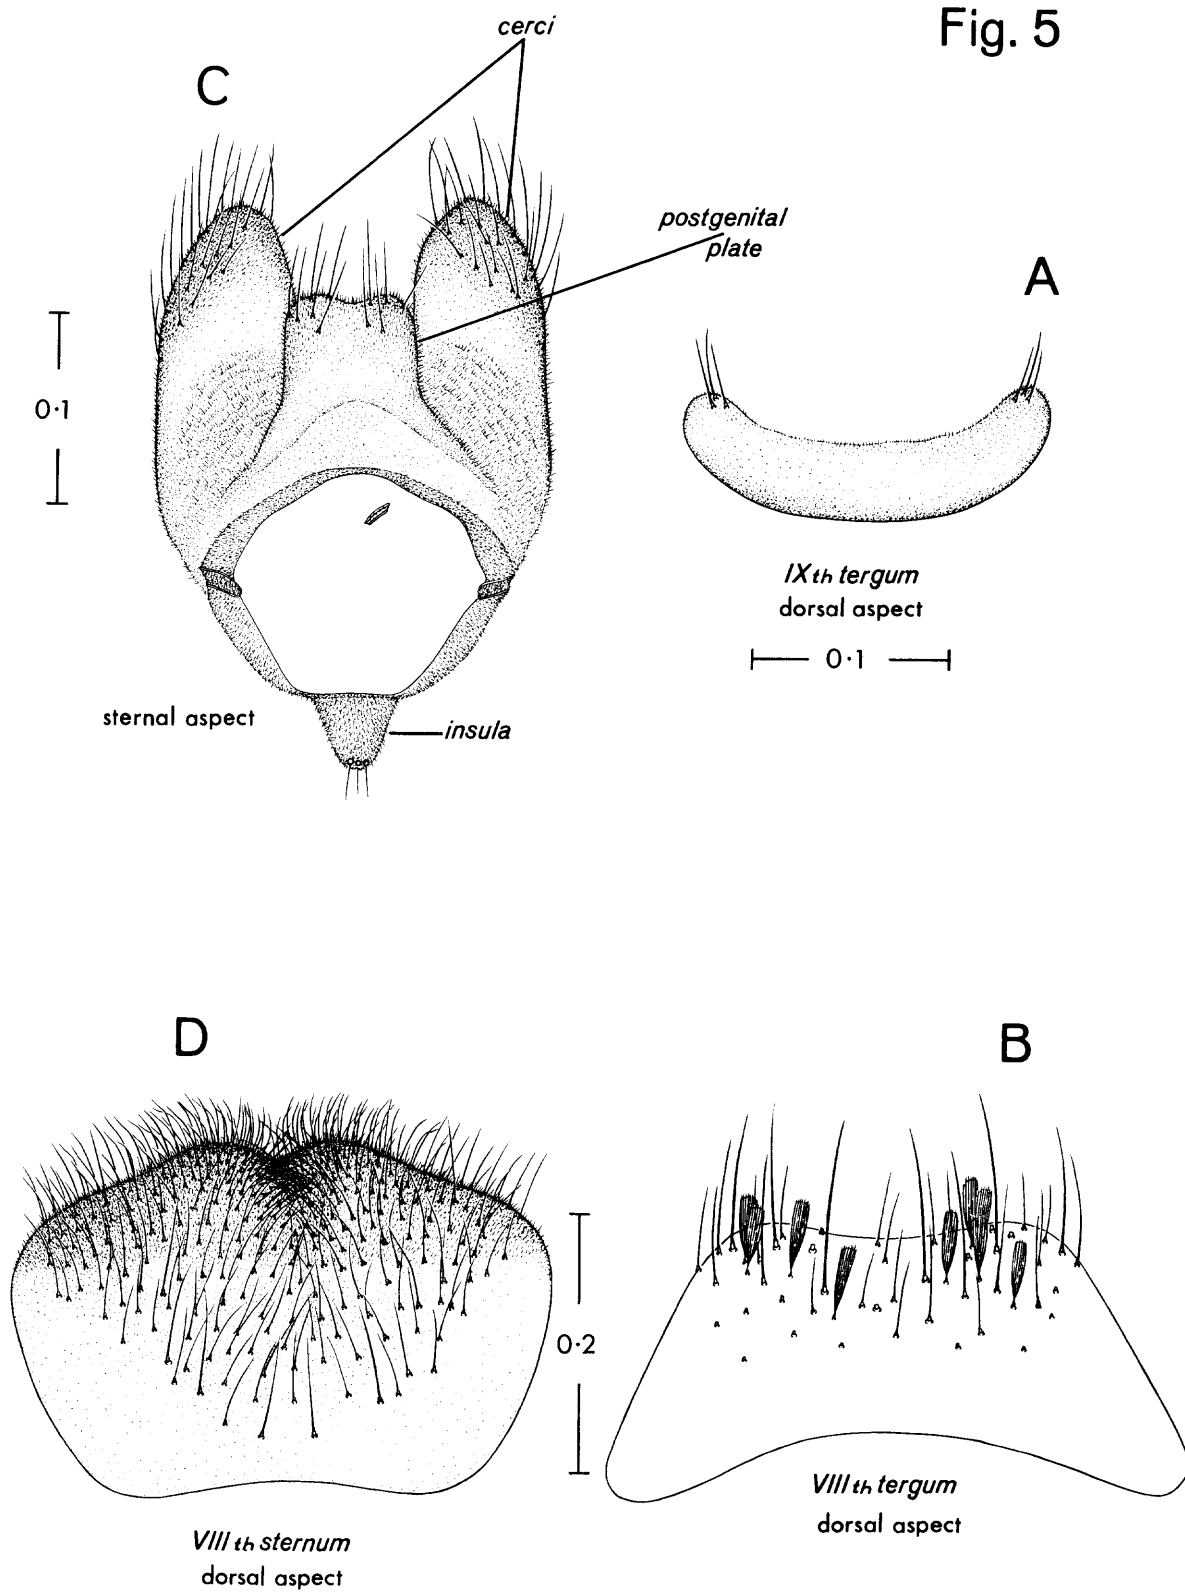 Fig. 5
cerci
C
postgenital
plate
A
0·1
IXth tergum
dorsal aspect
0·1
sternal aspect
insula
D
B
0·2
VIIIth tergum
dorsal aspect
VIIIth sternum
dorsal aspect